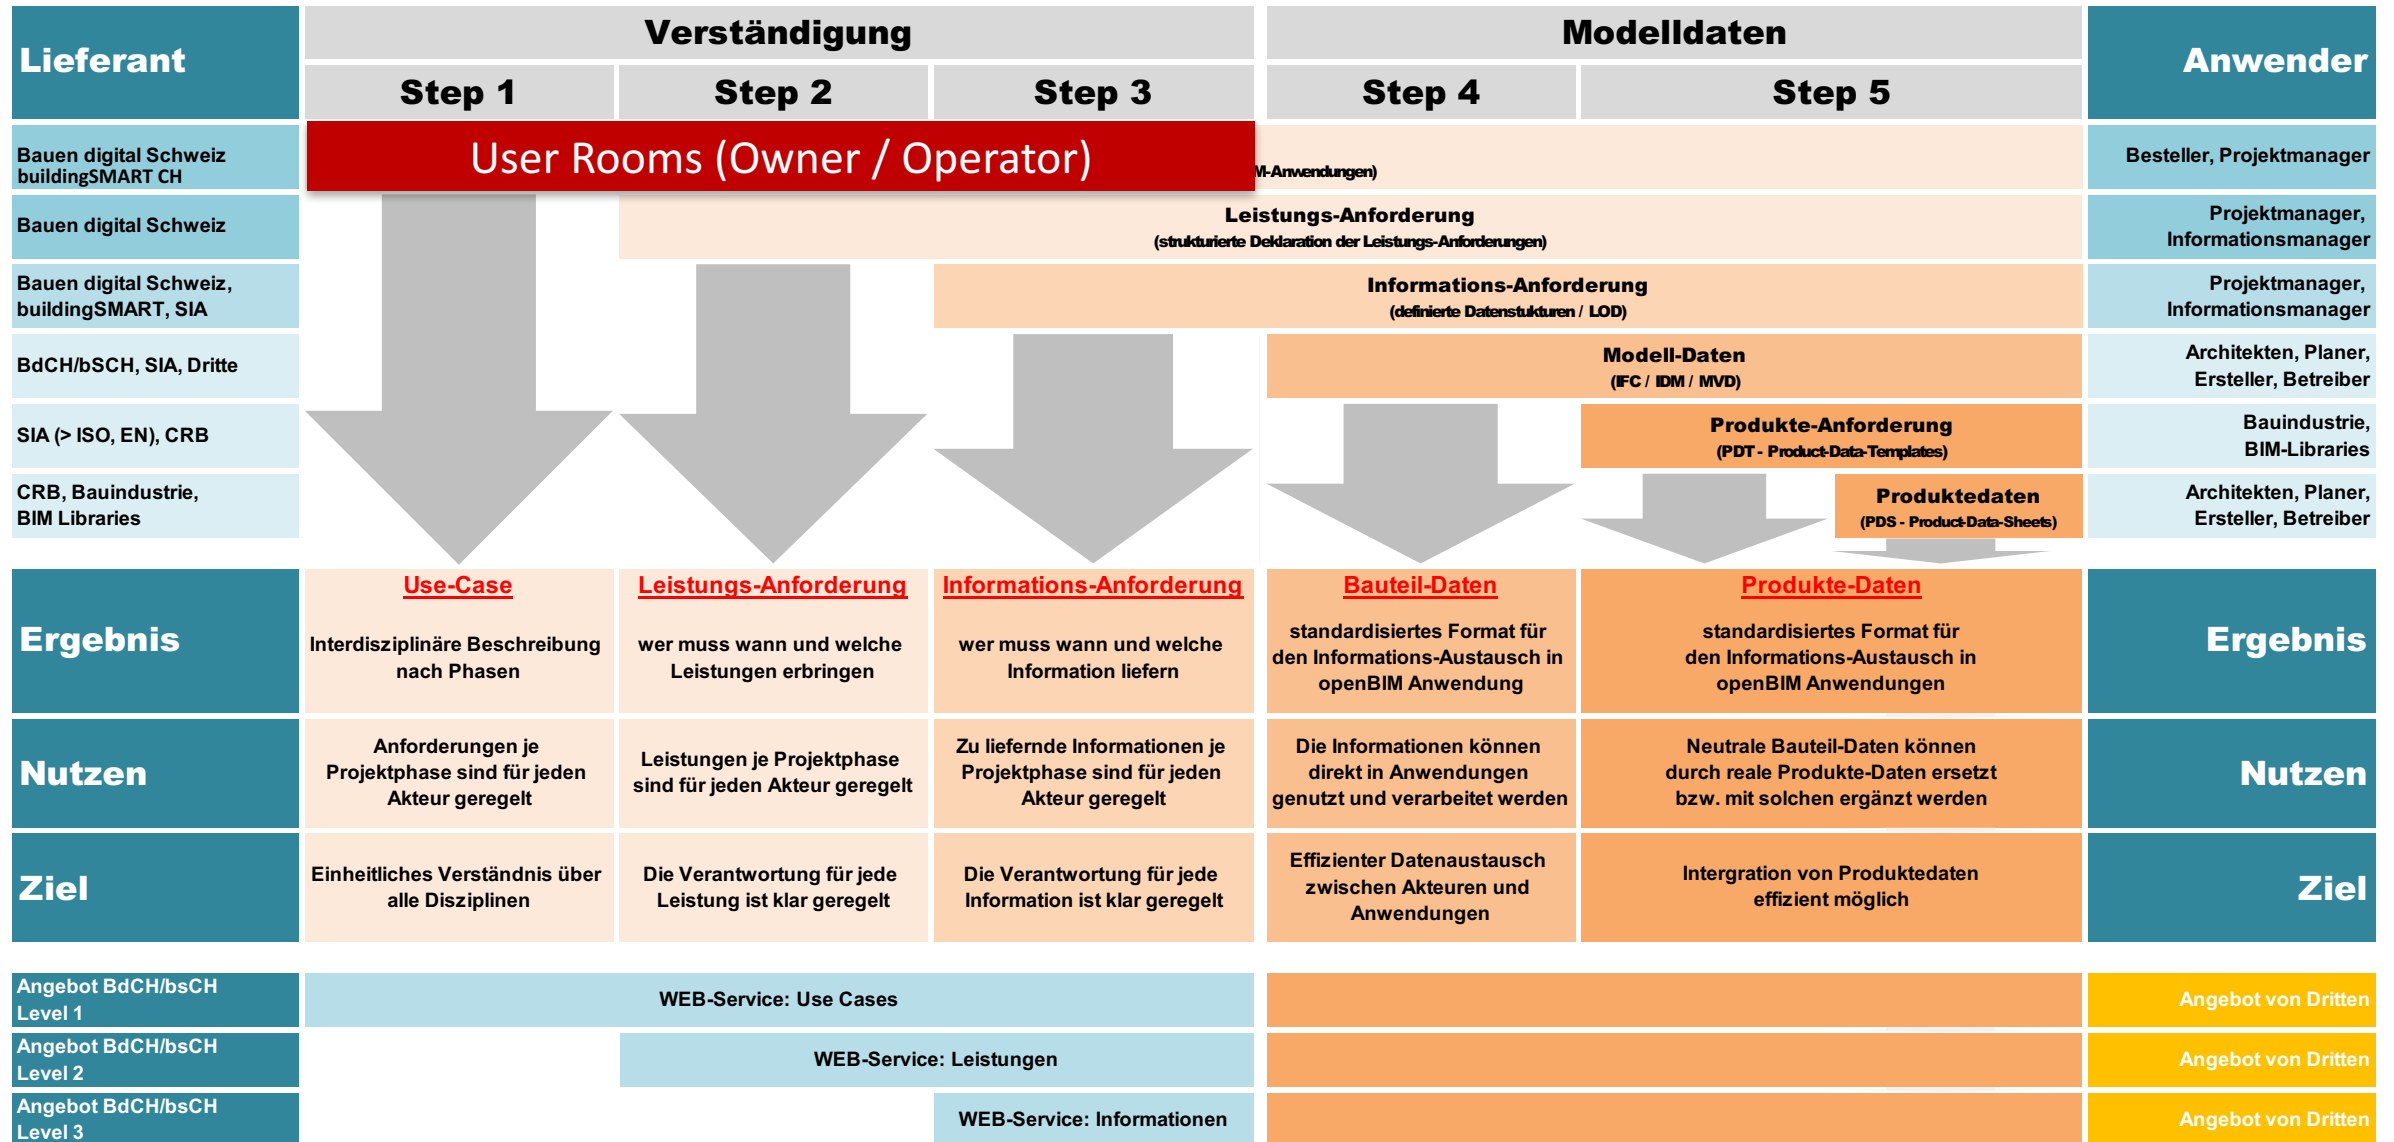 Lieferant
Verständigung
Modelldaten
Anwender
Step 1
Step 2
Step 3
Step 4
Step 5
Bauen digital Schweiz
buildingSMART CH
User Rooms (Owner / Operator)
M-Anwendungen)
Besteller, Projektmanager
Bauen digital Schweiz
Leistungs-Anforderung
(strukturierte Deklaration der Leistungs-Anforderungen)
Projektmanager,
Informationsmanager
Bauen digital Schweiz,
buildingSMART, SIA
Informations-Anforderung
(definierte Datenstukturen / LOD)
Projektmanager,
Informationsmanager
BdCH/bSCH, SIA, Dritte
Modell-Daten
(IFC / IDM / MVD)
Architekten, Planer,
Ersteller, Betreiber
SIA (> ISO, EN), CRB
Produkte-Anforderung
(PDT - Product-Data-Templates)
Bauindustrie,
BIM-Libraries
CRB, Bauindustrie,
BIM Libraries
Produktedaten
(PDS - Product-Data-Sheets)
Architekten, Planer,
Ersteller, Betreiber
Ergebnis
Use-Case
Interdisziplinäre Beschreibung
nach Phasen
Leistungs-Anforderung
wer muss wann und welche
Leistungen erbringen
Informations-Anforderung
wer muss wann und welche
Information liefern
Bauteil-Daten
standardisiertes Format für
den Informations-Austausch in
openBIM Anwendung
Produkte-Daten
standardisiertes Format für
den Informations-Austausch in
openBIM Anwendungen
Ergebnis
Nutzen
Anforderungen je
Projektphase sind für jeden
Akteur geregelt
Leistungen je Projektphase
sind für jeden Akteur geregelt
Zu liefernde Informationen je
Projektphase sind für jeden
Akteur geregelt
Die Informationen können
direkt in Anwendungen
genutzt und verarbeitet werden
Neutrale Bauteil-Daten können
durch reale Produkte-Daten ersetzt
bzw. mit solchen ergänzt werden
Nutzen
Ziel
Einheitliches Verständnis über
alle Disziplinen
Die Verantwortung für jede
Leistung ist klar geregelt
Die Verantwortung für jede
Information ist klar geregelt
Effizienter Datenaustausch
zwischen Akteuren und
Anwendungen
Intergration von Produktedaten
effizient möglich
Ziel
Angebot BdCH/bsCH
Level 1
WEB-Service: Use Cases
Angebot von Dritten
Angebot BdCH/bsCH
Level 2
WEB-Service: Leistungen
Angebot von Dritten
Angebot BdCH/bsCH
Level 3
WEB-Service: Informationen
Angebot von Dritten